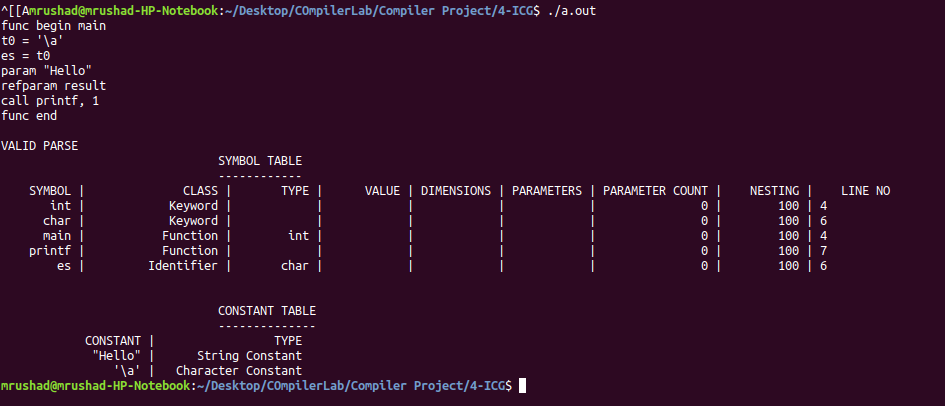 ^[[Amrushad@mrushad-HP-Notebook:~/Desktop/COmpilerLab/Compiler Project/4-ICG$ ./a.out
func begin main
t0 = '\a'
es = t0
param "Hello"
refparam result
call printf, 1
func end
VALID PARSE
SYMBOL TABLE
------------
SYMBOL | CLASS | TYPE | VALUE | DIMENSIONS | PARAMETERS | PARAMETER COUNT | NESTING | LINE NO
int | Keyword | | | | | 0 | 100 | 4
char | Keyword | | | | | 0 | 100 | 6
main | Function | int | | | | 0 | 100 | 4
printf | Function | | | | | 0 | 100 | 7
es | Identifier | char | | | | 0 | 100 | 6
CONSTANT TABLE
--------------
CONSTANT | TYPE
"Hello" | String Constant
'\a' | Character Constant
mrushad@mrushad-HP-Notebook:~/Desktop/COmpilerLab/Compiler Project/4-ICG$